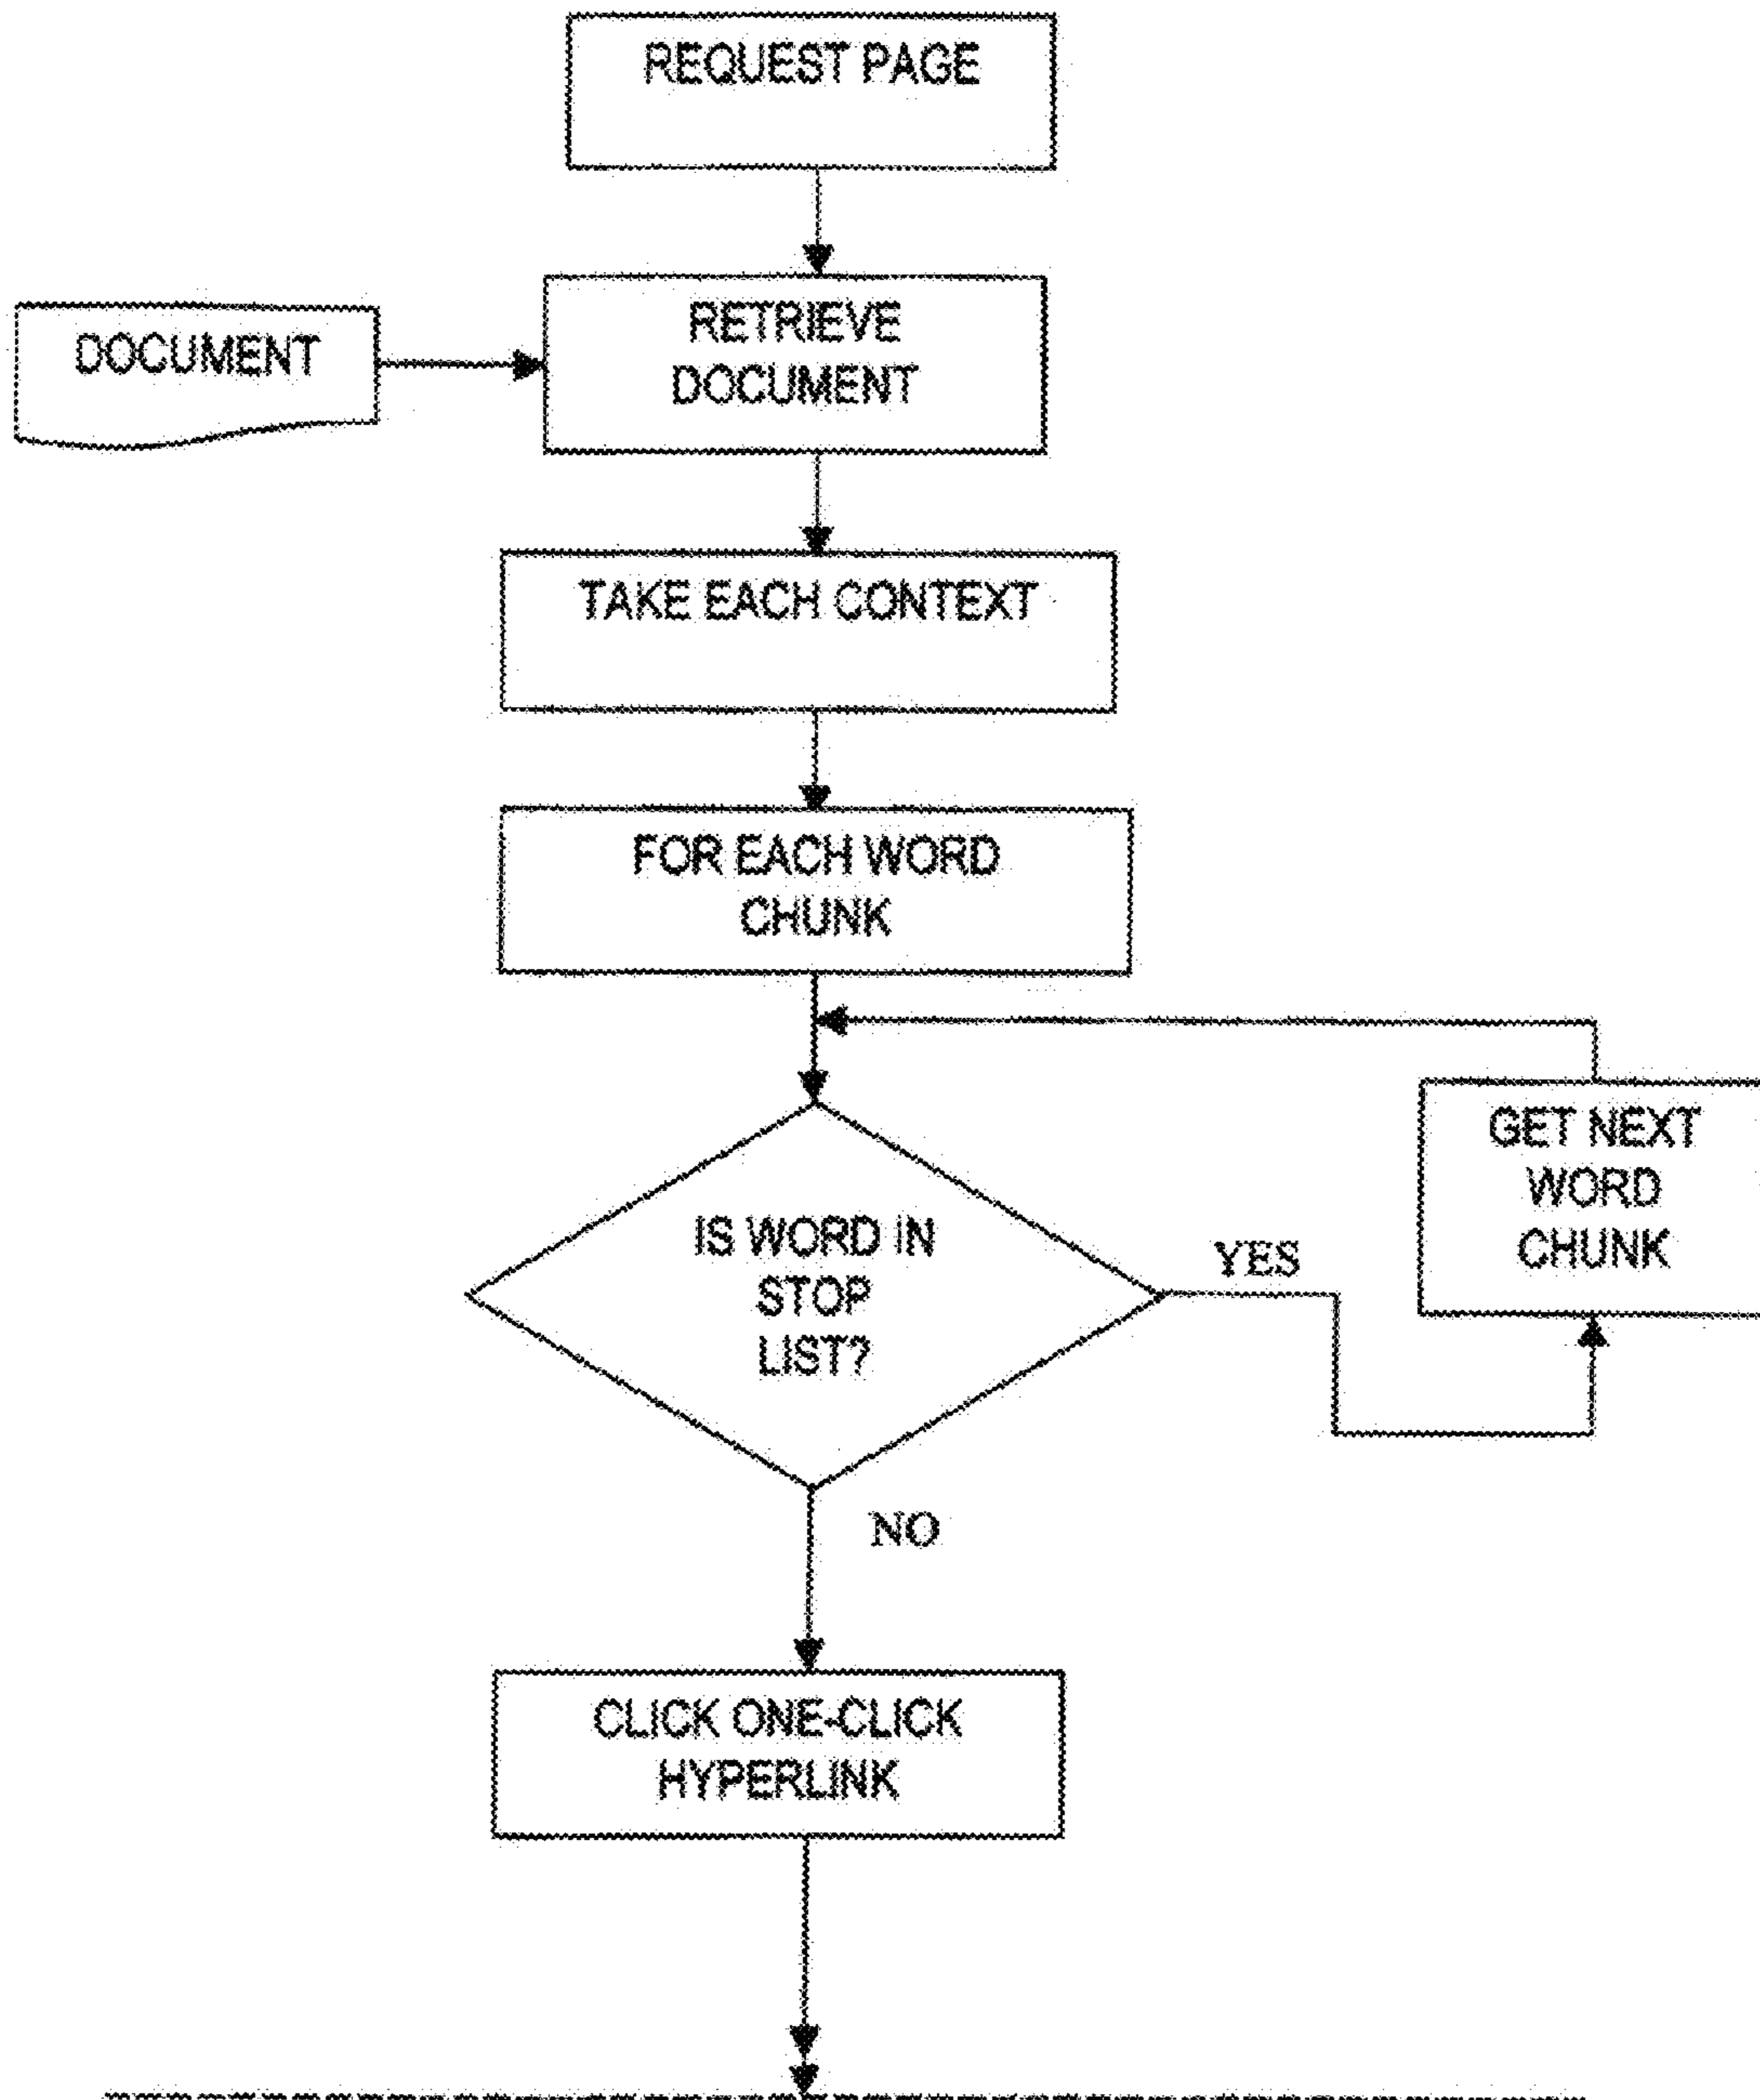 REQUEST PAGE
DOCUMENT
RETRIEVE
DOCUMENT
TAKE EACH CONTEXT
FOR EACH WORD
CHUNK
GET NEXT
WORD
CHUNK
IS WORD IN
STOP
LIST?
YES
NO
CLICK ONE-CLICK
HYPERLINK